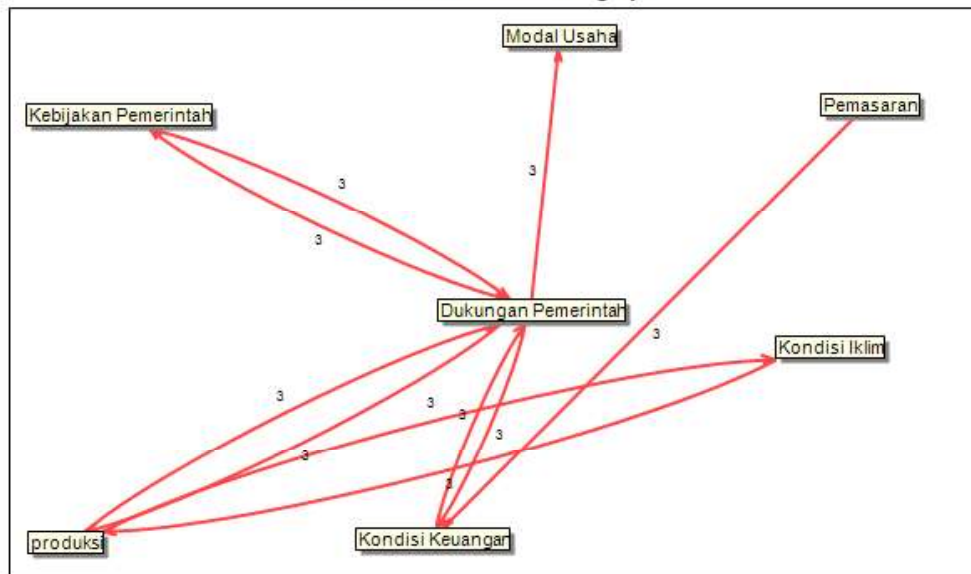 Modal Usaha
Kebijakan Pemerintah
Pemasaran
3
3
3
Dukungan Pemerintah
3
Kondisi Iklim
3
3
3
3
3
3
produksi
Kondisi Keuangan